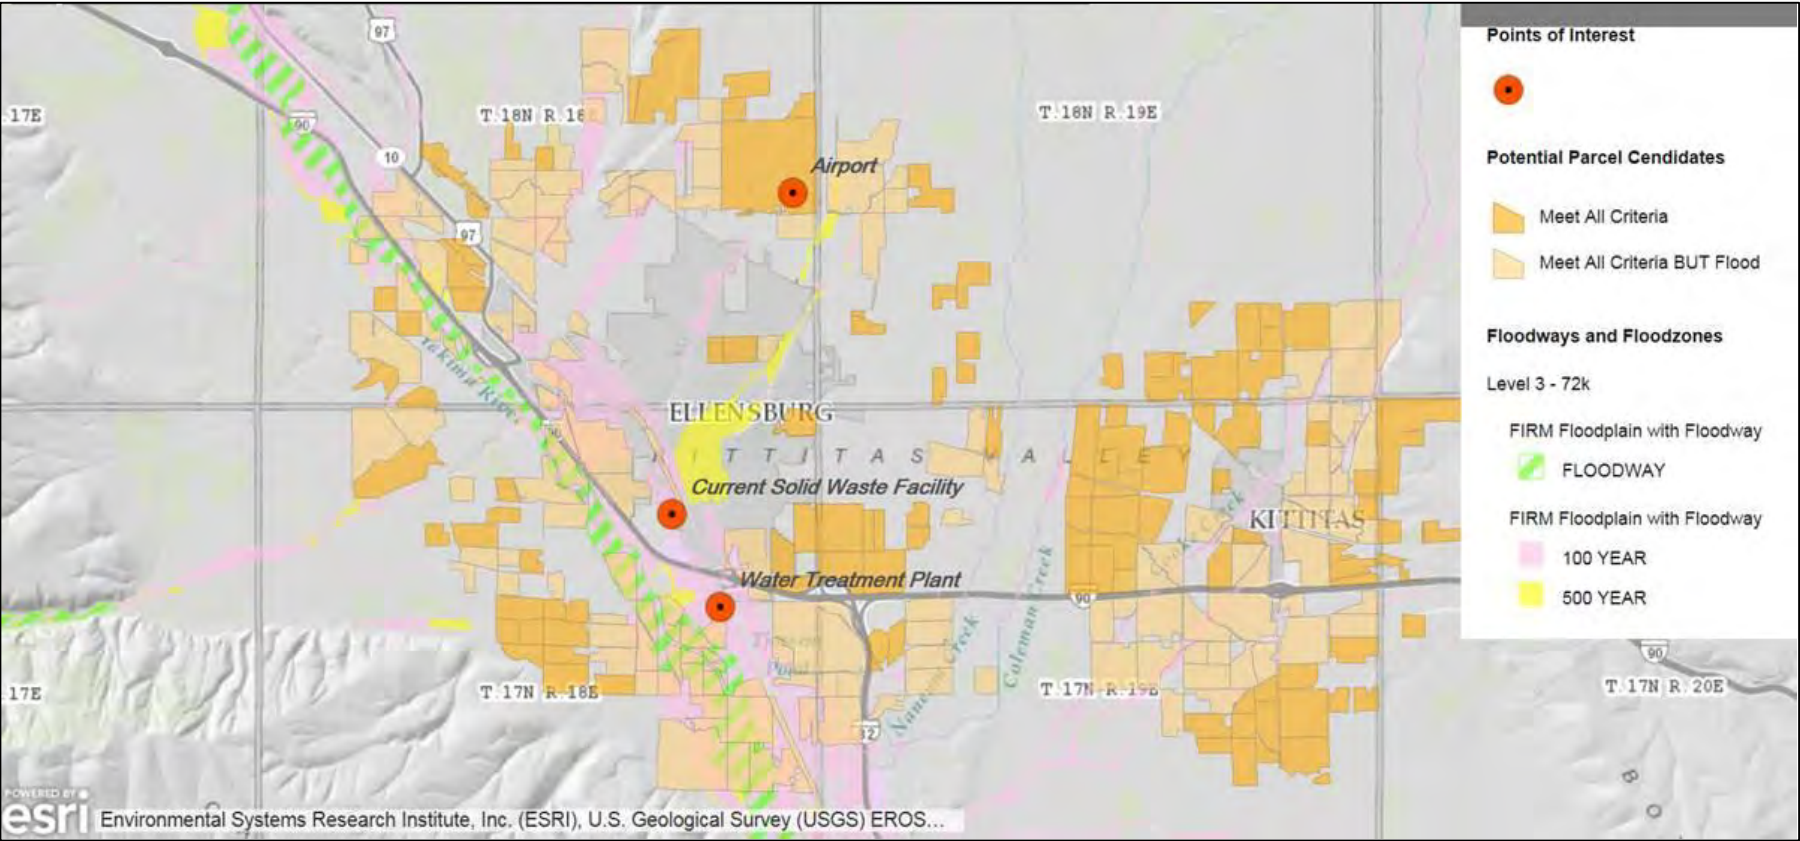 97
Points of Interest
.17E
T.18N R.18E
T.18N R.19E
90
10
Airport
Potential Parcel Cendidates
Meet All Criteria
97
Meet All Criteria BUT Flood
Floodways and Floodzones
Yakima River
Level 3 - 72k
ELLENSBURG
FIRM Floodplain with Floodway
KITTITAS VALLEY
FLOODWAY
Current Solid Waste Facility
KITTITAS
FIRM Floodplain with Floodway
Creek
100 YEAR
Water Treatment Plant
90
500 YEAR
Coleman Creek
Creek
Pond
90
.17E
T.17N R.18E
T.17N R.19E
T.17N R.20E
B O
POWERED BY
esri
Environmental Systems Research Institute, Inc. (ESRI), U.S. Geological Survey (USGS) EROS...